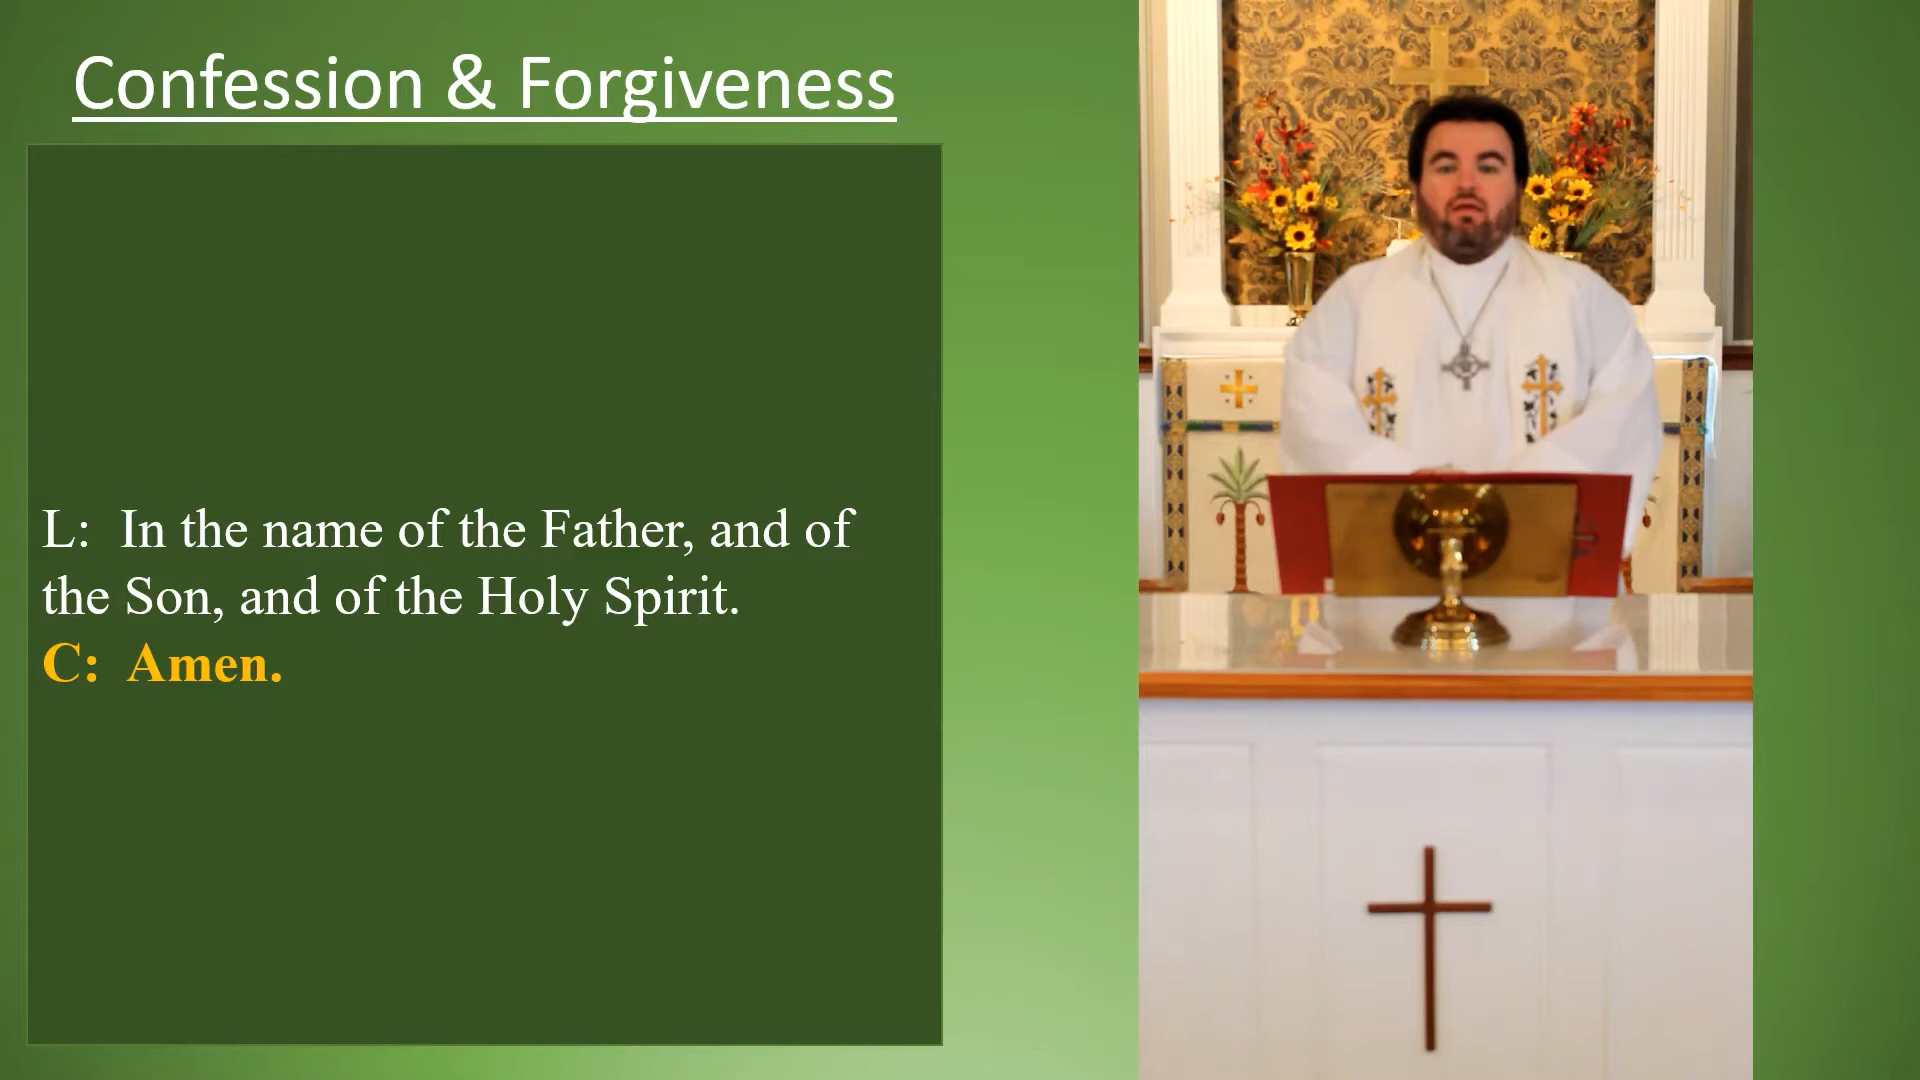 Confession & Forgiveness
L:  In the name of the Father, and of
the Son, and of the Holy Spirit.
C:  Amen.